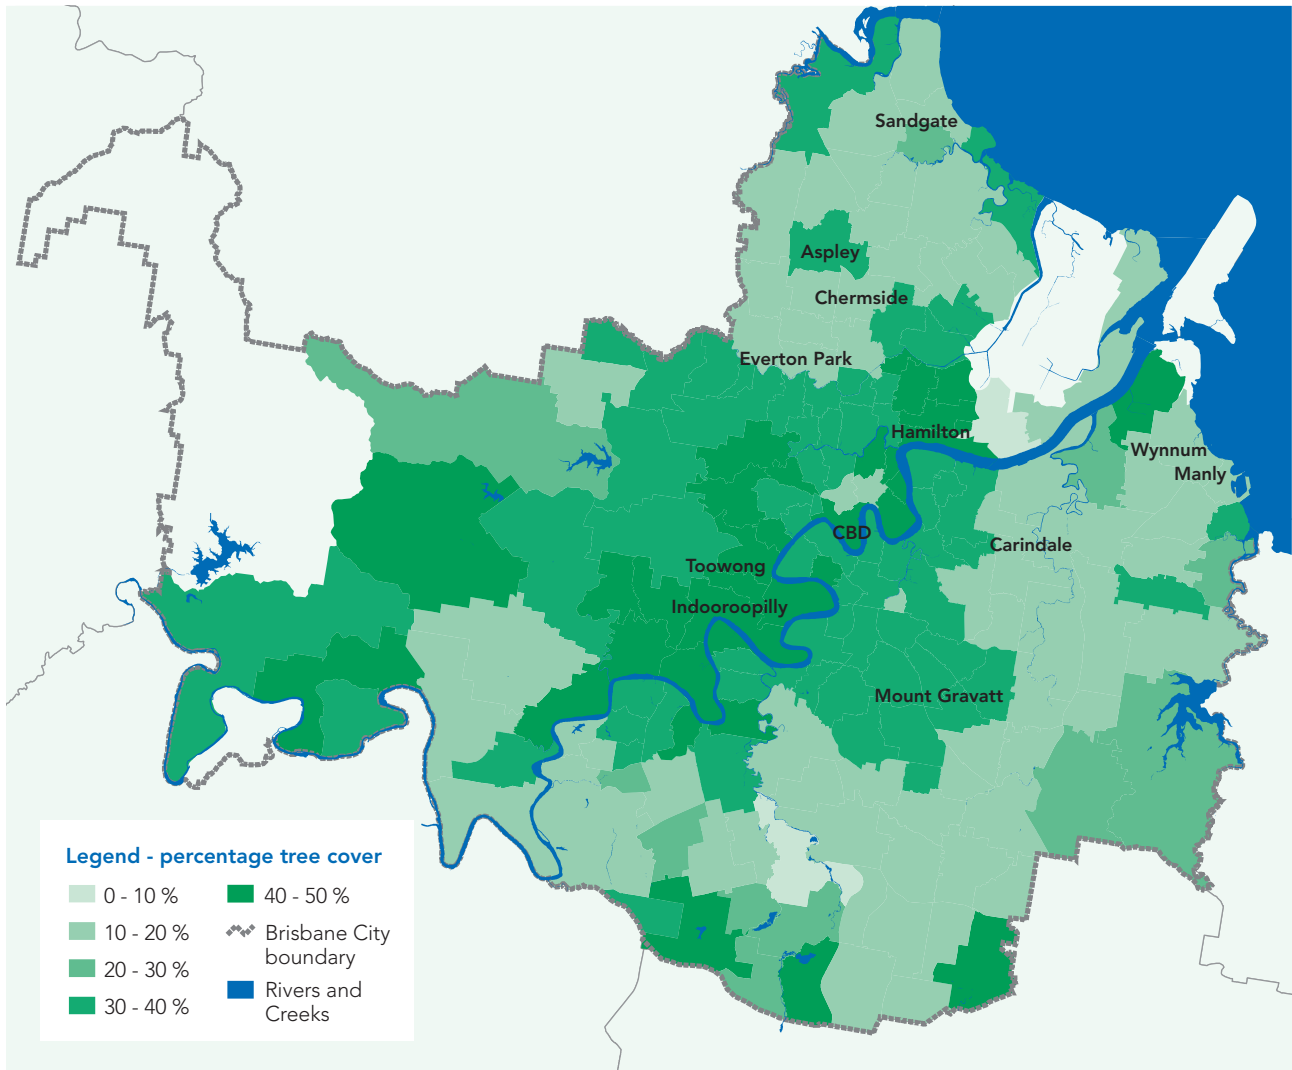 Sandgate
Aspley
Chermside
Everton Park
Hamilton
Wynnum
Manly
CBD
Carindale
Toowong
Indooroopilly
Mount Gravatt
Legend - percentage tree cover
0 - 10 %
10 - 20 %
20 - 30 %
30 - 40 %
40 - 50 %
Brisbane City
boundary
Rivers and
Creeks